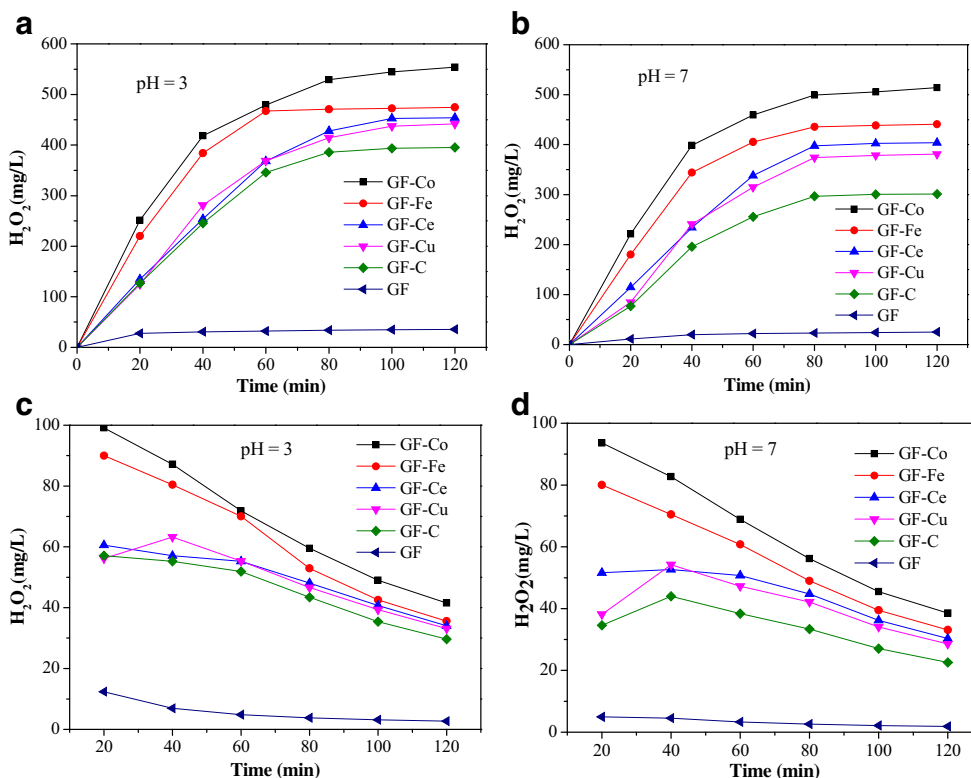 a
600
500
400
300
200
100
0
H2O2(mg/L)
pH = 3
GF-Co
GF-Fe
GF-Ce
GF-Cu
GF-C
GF
0 20 40 60 80 100 120
Time (min)
b
600
500
400
300
200
100
0
H2O2(mg/L)
pH = 7
GF-Co
GF-Fe
GF-Ce
GF-Cu
GF-C
GF
0 20 40 60 80 100 120
Time (min)
c
100
80
60
40
20
0
H2O2(mg/L)
pH = 3
GF-Co
GF-Fe
GF-Ce
GF-Cu
GF-C
GF
20 40 60 80 100 120
Time (min)
d
100
80
60
40
20
0
H2O2(mg/L)
pH = 7
GF-Co
GF-Fe
GF-Ce
GF-Cu
GF-C
GF
20 40 60 80 100 120
Time (min)